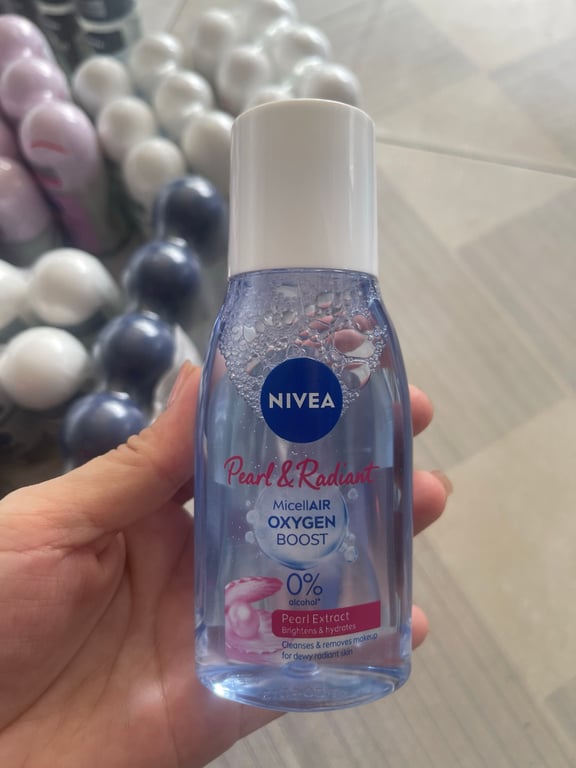 NIVEA
Pearl & Radiant
MicellAIR
OXYGEN
BOOST
0%
alcohol*
Pearl Extract
Brightens & hydrates
Cleanses & removes makeup
for dewy radiant skin